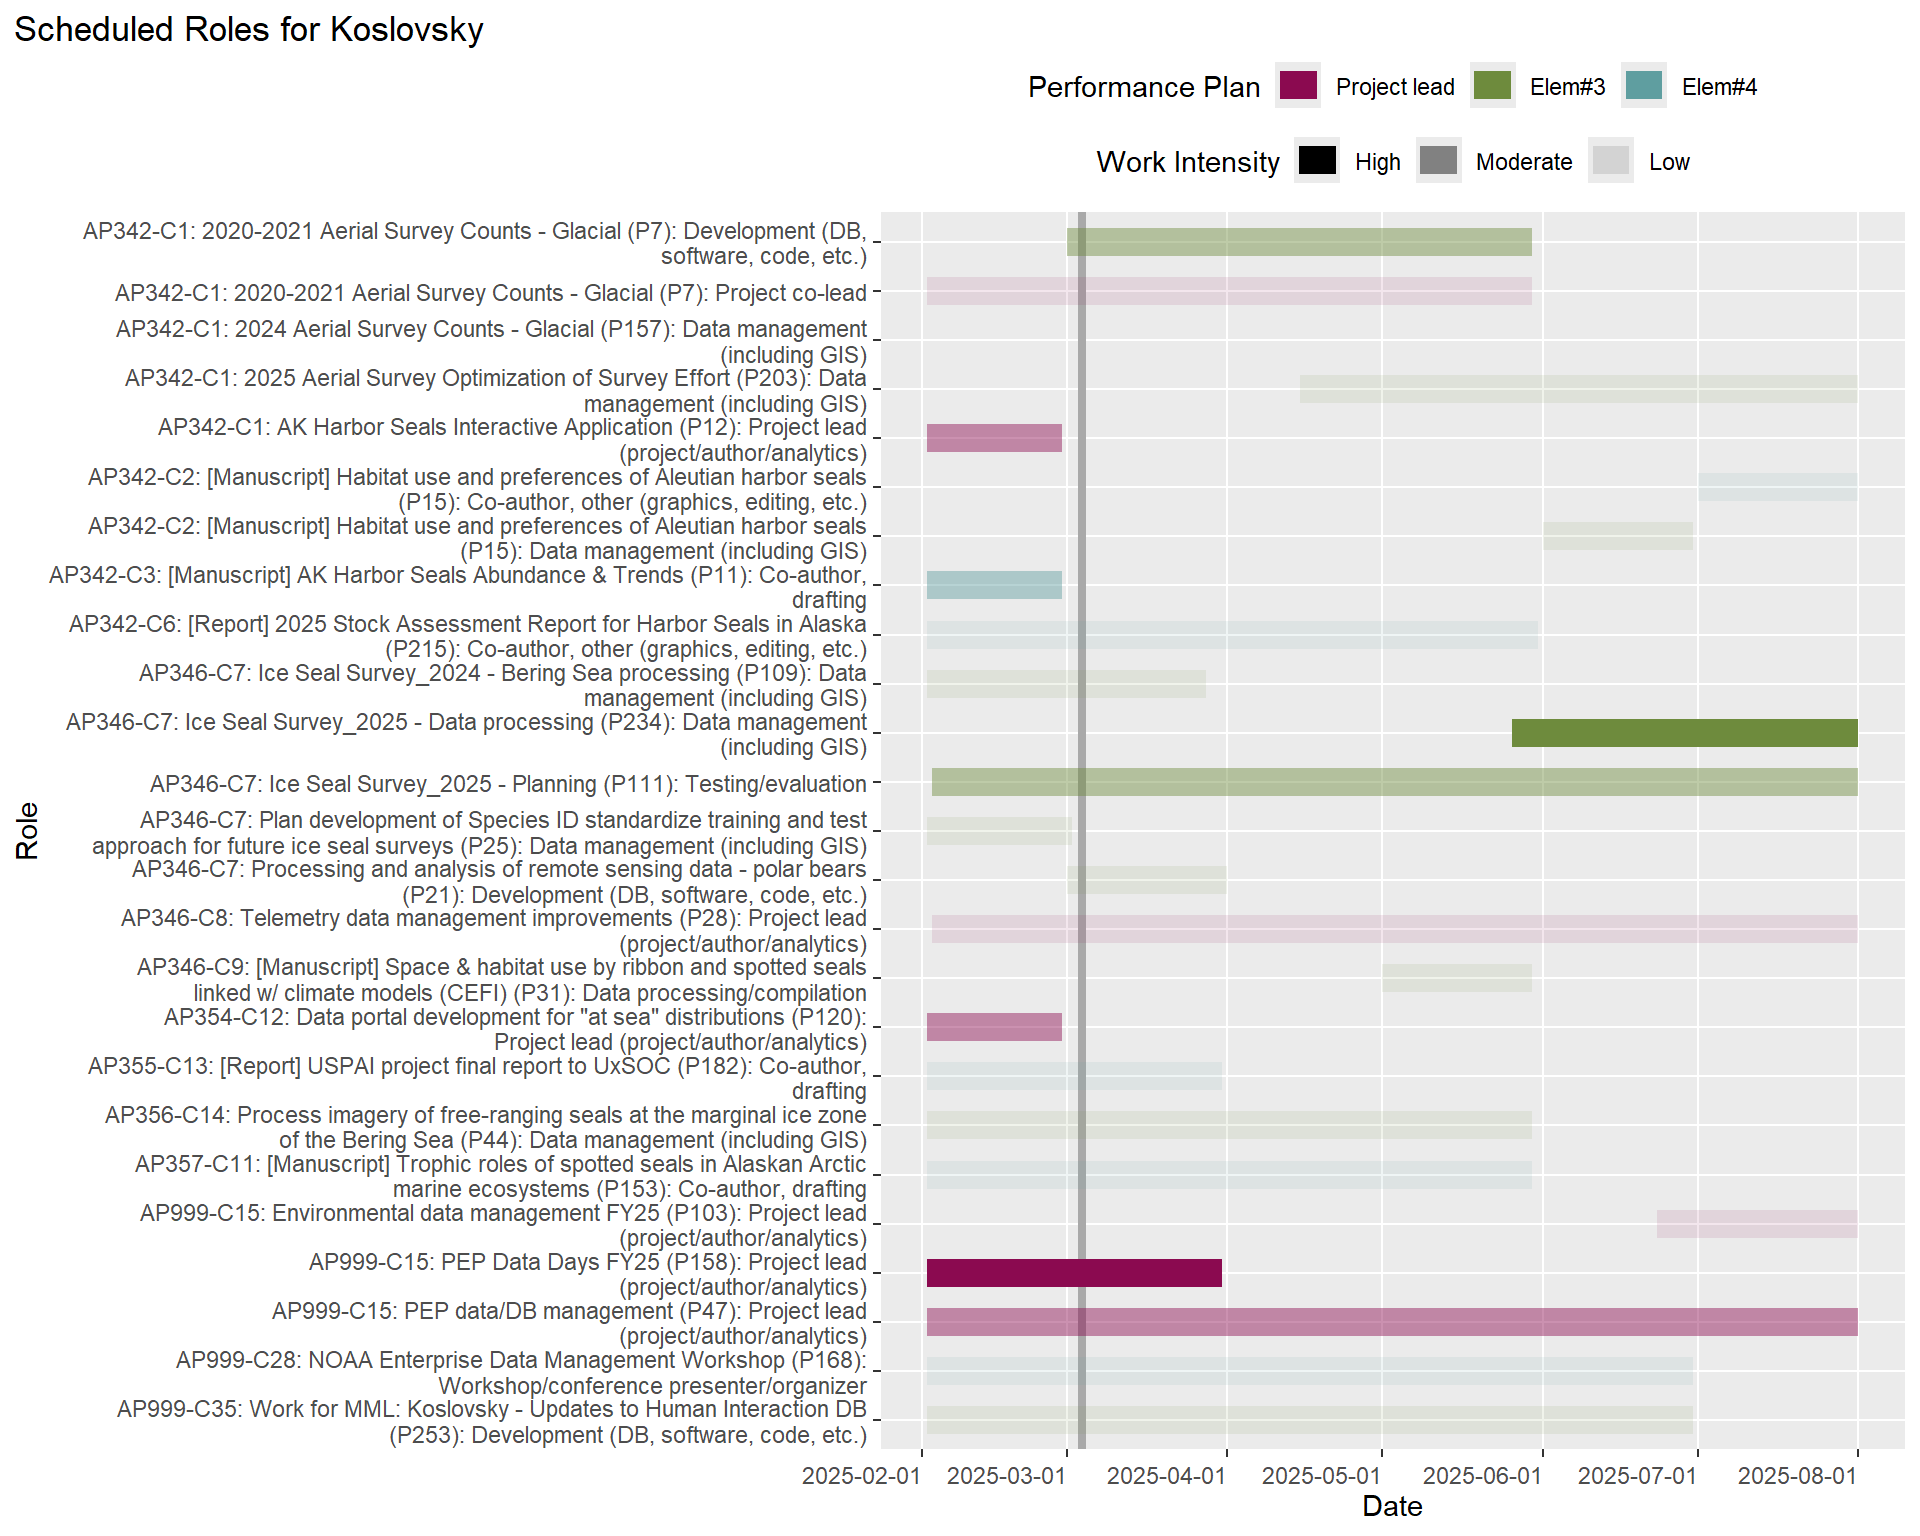 Scheduled Roles for Koslovsky
Performance Plan Project lead Elem#3 Elem#4
Work Intensity High Moderate Low
AP342-C1: 2020-2021 Aerial Survey Counts - Glacial (P7): Development (DB,
software, code, etc.)
AP342-C1: 2020-2021 Aerial Survey Counts - Glacial (P7): Project co-lead
AP342-C1: 2024 Aerial Survey Counts - Glacial (P157): Data management
(including GIS)
AP342-C1: 2025 Aerial Survey Optimization of Survey Effort (P203): Data
management (including GIS)
AP342-C1: AK Harbor Seals Interactive Application (P12): Project lead
(project/author/analytics)
AP342-C2: [Manuscript] Habitat use and preferences of Aleutian harbor seals
(P15): Co-author, other (graphics, editing, etc.)
AP342-C2: [Manuscript] Habitat use and preferences of Aleutian harbor seals
(P15): Data management (including GIS)
AP342-C3: [Manuscript] AK Harbor Seals Abundance & Trends (P11): Co-author,
drafting
AP342-C6: [Report] 2025 Stock Assessment Report for Harbor Seals in Alaska
(P215): Co-author, other (graphics, editing, etc.)
AP346-C7: Ice Seal Survey_2024 - Bering Sea processing (P109): Data
management (including GIS)
AP346-C7: Ice Seal Survey_2025 - Data processing (P234): Data management
(including GIS)
AP346-C7: Ice Seal Survey_2025 - Planning (P111): Testing/evaluation
AP346-C7: Plan development of Species ID standardize training and test
approach for future ice seal surveys (P25): Data management (including GIS)
AP346-C7: Processing and analysis of remote sensing data - polar bears
(P21): Development (DB, software, code, etc.)
AP346-C8: Telemetry data management improvements (P28): Project lead
(project/author/analytics)
AP346-C9: [Manuscript] Space & habitat use by ribbon and spotted seals
linked w/ climate models (CEFI) (P31): Data processing/compilation
AP354-C12: Data portal development for "at sea" distributions (P120):
Project lead (project/author/analytics)
AP355-C13: [Report] USPAI project final report to UxSOC (P182): Co-author,
drafting
AP356-C14: Process imagery of free-ranging seals at the marginal ice zone
of the Bering Sea (P44): Data management (including GIS)
AP357-C11: [Manuscript] Trophic roles of spotted seals in Alaskan Arctic
marine ecosystems (P153): Co-author, drafting
AP999-C15: Environmental data management FY25 (P103): Project lead
(project/author/analytics)
AP999-C15: PEP Data Days FY25 (P158): Project lead
(project/author/analytics)
AP999-C15: PEP data/DB management (P47): Project lead
(project/author/analytics)
AP999-C28: NOAA Enterprise Data Management Workshop (P168):
Workshop/conference presenter/organizer
AP999-C35: Work for MML: Koslovsky - Updates to Human Interaction DB
(P253): Development (DB, software, code, etc.)
Role
2025-02-01 2025-03-01 2025-04-01 2025-05-01 2025-06-01 2025-07-01 2025-08-01
Date